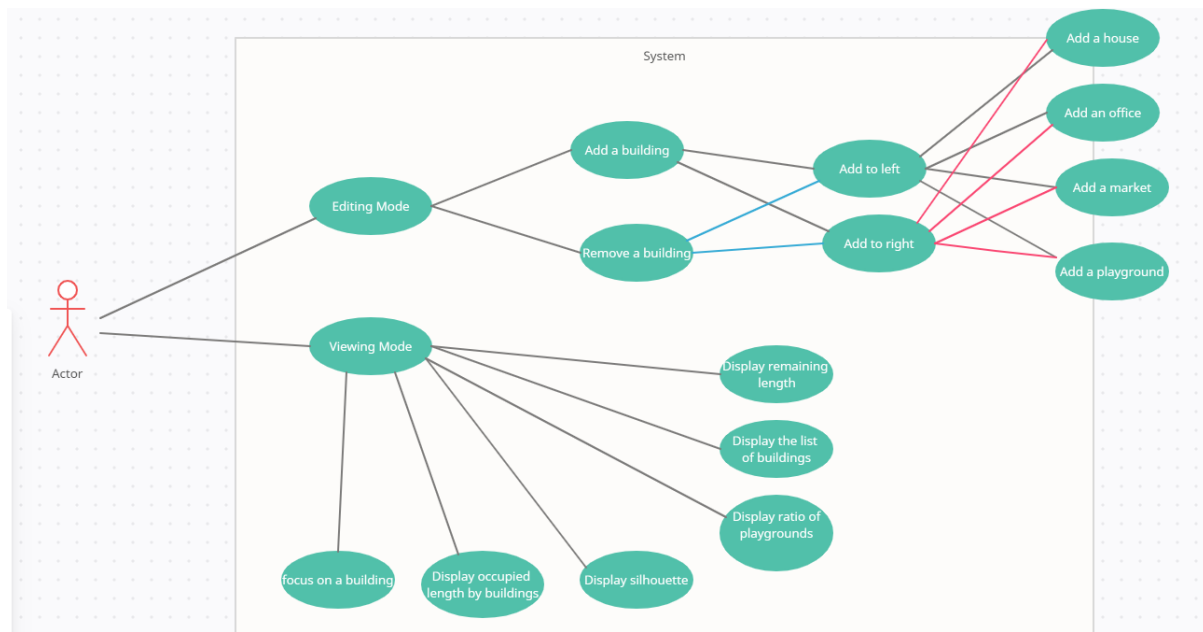 Add a house
System
Add an office
Add a building
Add to left
Add a market
Editing Mode
Add to right
Remove a building
Add a playground
Viewing Mode
Actor
Display remaining
length
Display the list
of buildings
Display ratio of
playgrounds
focus on a building
Display occupied
length by buildings
Display silhouette